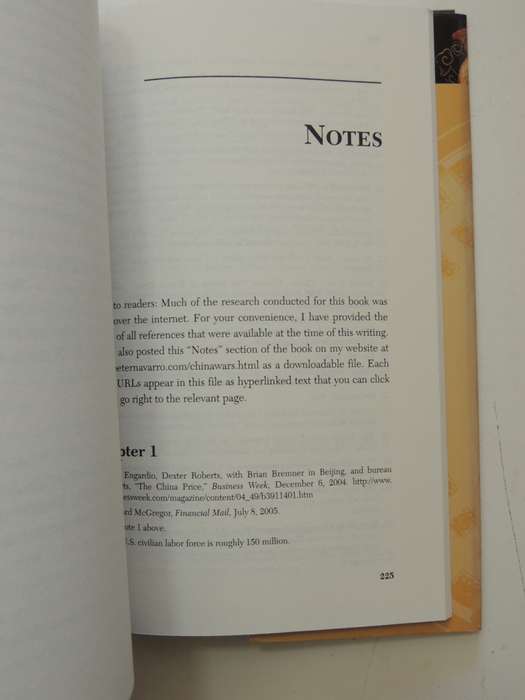 NOTES
to readers: Much of the research conducted for this book was
over the internet. For your convenience, I have provided the
of all references that were available at the time of this writing.
also posted this “Notes” section of the book on my website at
eternavarro.com/chinawars.html as a downloadable file. Each
URLs appear in this file as hyperlinked text that you can click
go right to the relevant page.
pter 1
Engardio, Dexter Roberts, with Brian Bremner in Beijing, and bureau
ts. “The China Price,” Business Week, December 6, 2004. http://www.
essweek.com/magazine/content/04_49/b3911401.htm
rd McGregor, Financial Mail, July 8, 2005.
ote 1 above.
U.S. civilian labor force is roughly 150 million.
225